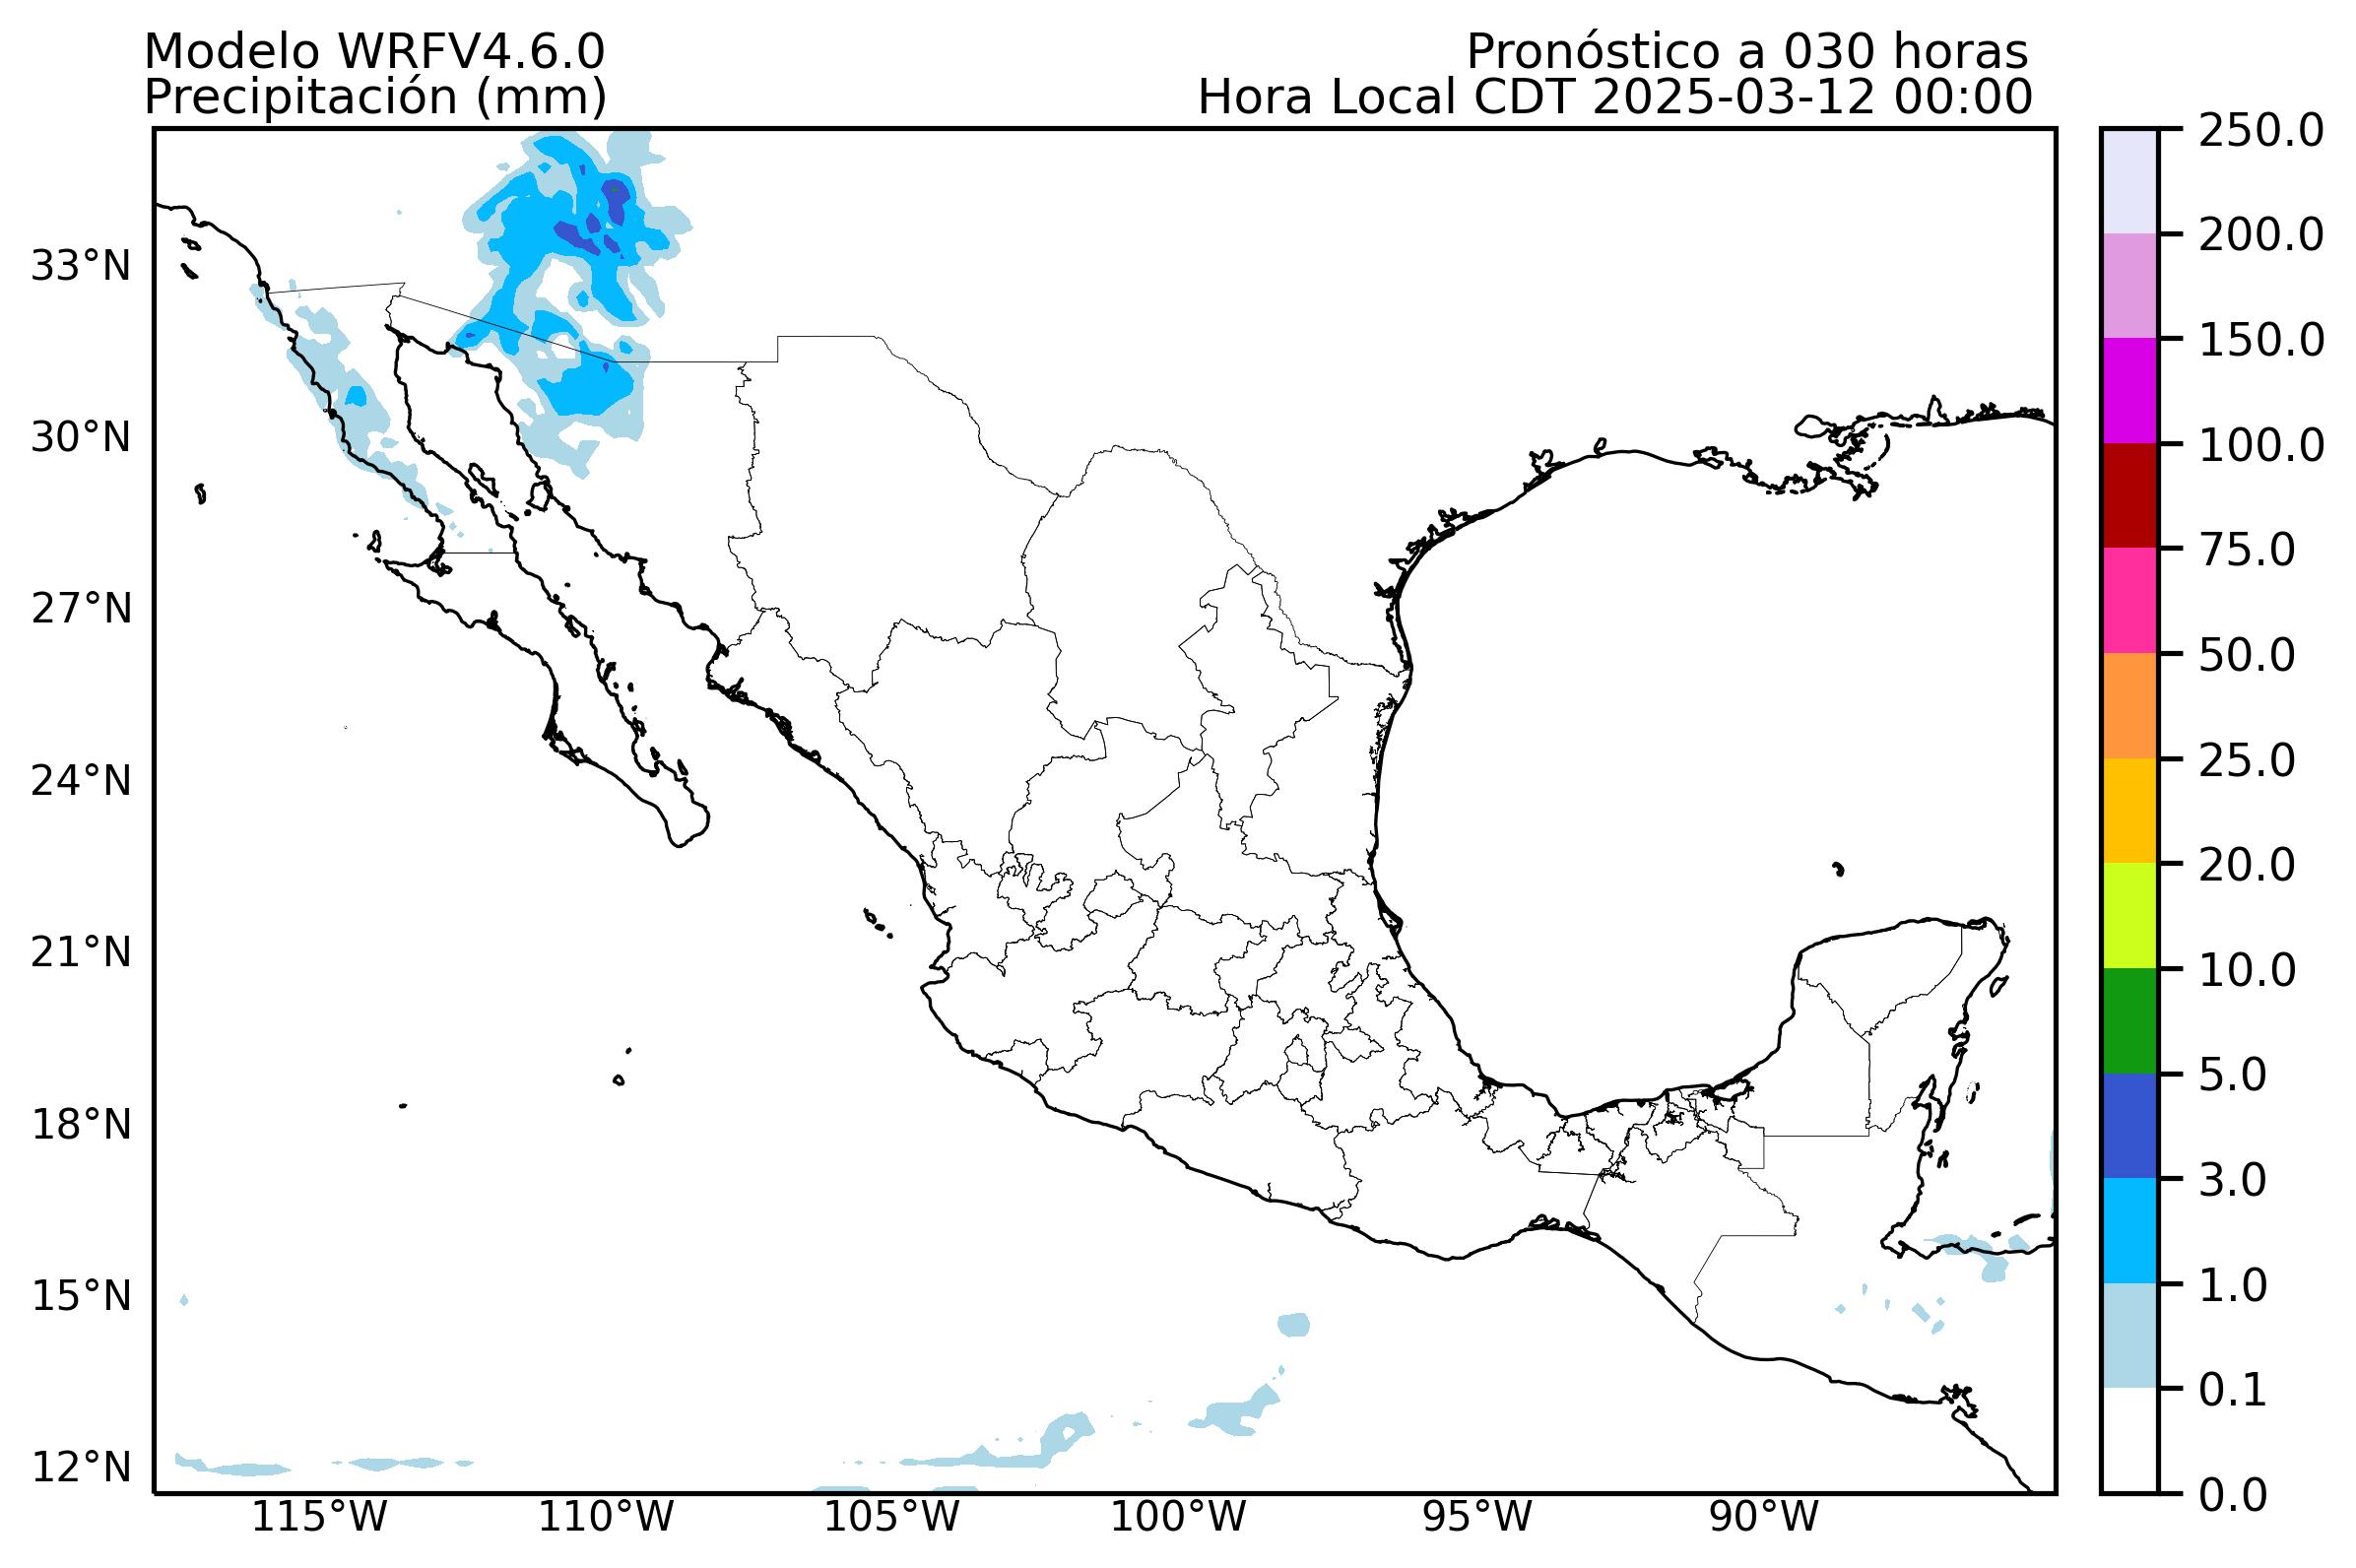 Modelo WRFV4.6.0
Pronóstico a 030 horas
Precipitación (mm)
Hora Local CDT 2025-03-12 00:00
33°N
30°N
27°N
24°N
21°N
18°N
15°N
12°N
115°W
110°W
105°W
100°W
95°W
90°W
250.0
200.0
150.0
100.0
75.0
50.0
25.0
20.0
10.0
5.0
3.0
1.0
0.1
0.0